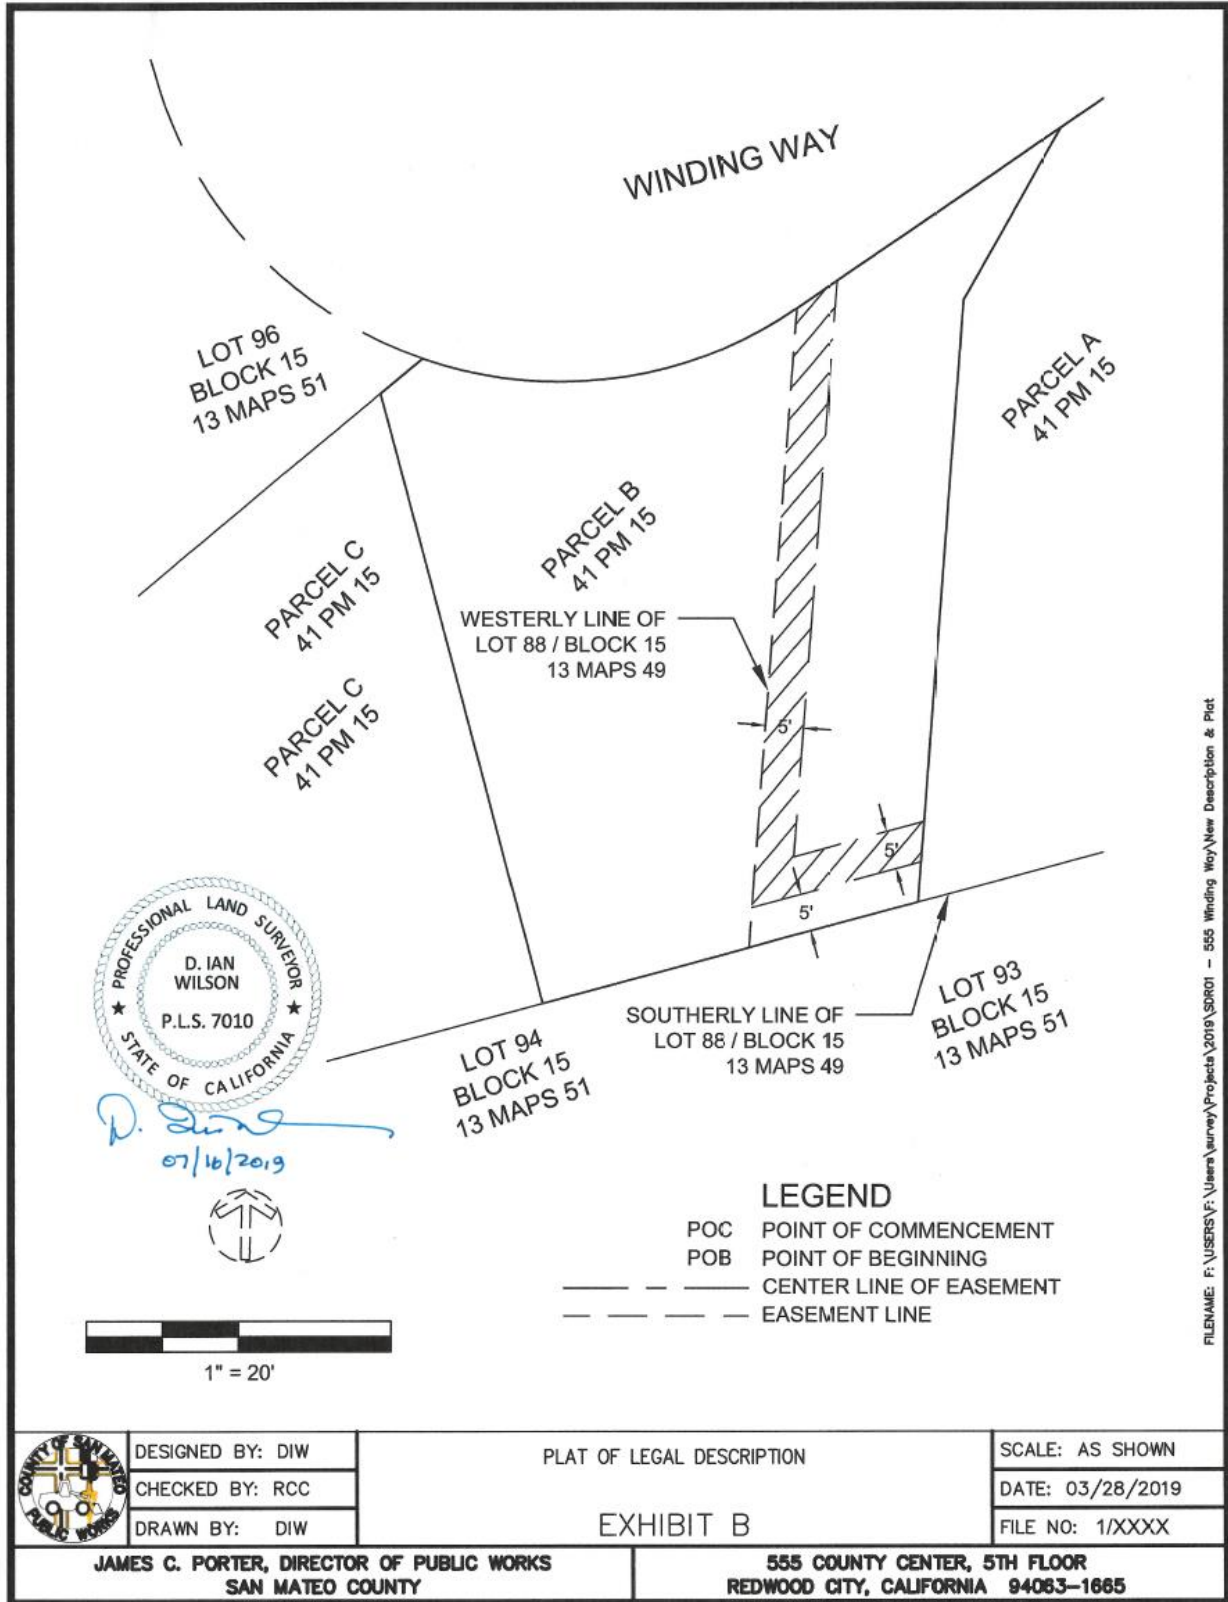 WINDING WAY
LOT 96
BLOCK 15
13 MAPS 51
PARCEL A
41 PM 15
PARCEL B
41 PM 15
PARCEL C
41 PM 15
WESTERLY LINE OF
LOT 88 / BLOCK 15
13 MAPS 49
PARCEL C
41 PM 15
5'
5'
5'
PROFESSIONAL LAND SURVEYOR
D. IAN
WILSON
P.L.S. 7010
STATE OF CALIFORNIA
07/16/2019
SOUTHERLY LINE OF
LOT 88 / BLOCK 15
13 MAPS 49
LOT 93
BLOCK 15
13 MAPS 51
LOT 94
BLOCK 15
13 MAPS 51
LEGEND
POC POINT OF COMMENCEMENT
POB POINT OF BEGINNING
CENTER LINE OF EASEMENT
EASEMENT LINE
1" = 20'
FILENAME: F:\USERS\F:\Users\survey\Projects\2019\SDR01 - 555 Winding Way\New Description & Plat
COUNTY OF SAN MATEO
PUBLIC WORKS
DESIGNED BY: DIW
CHECKED BY: RCC
DRAWN BY: DIW
PLAT OF LEGAL DESCRIPTION
EXHIBIT B
SCALE: AS SHOWN
DATE: 03/28/2019
FILE NO: 1/XXXX
JAMES C. PORTER, DIRECTOR OF PUBLIC WORKS
SAN MATEO COUNTY
555 COUNTY CENTER, 5TH FLOOR
REDWOOD CITY, CALIFORNIA 94063-1665